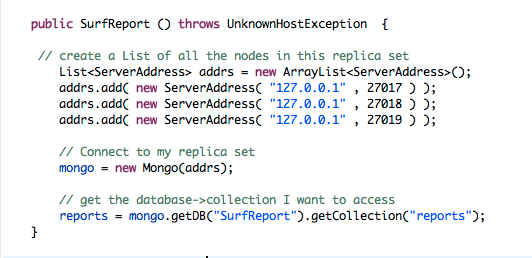 public SurfReport () throws UnknownHostException {
// create a List of all the nodes in this replica set
List<ServerAddress> addrs = new ArrayList<ServerAddress>();
addrs.add( new ServerAddress( "127.0.0.1" , 27017 ) );
addrs.add( new ServerAddress( "127.0.0.1" , 27018 ) );
addrs.add( new ServerAddress( "127.0.0.1" , 27019 ) );
// Connect to my replica set
mongo = new Mongo(addrs);
// get the database->collection I want to access
reports = mongo.getDB("SurfReport").getCollection("reports");
}